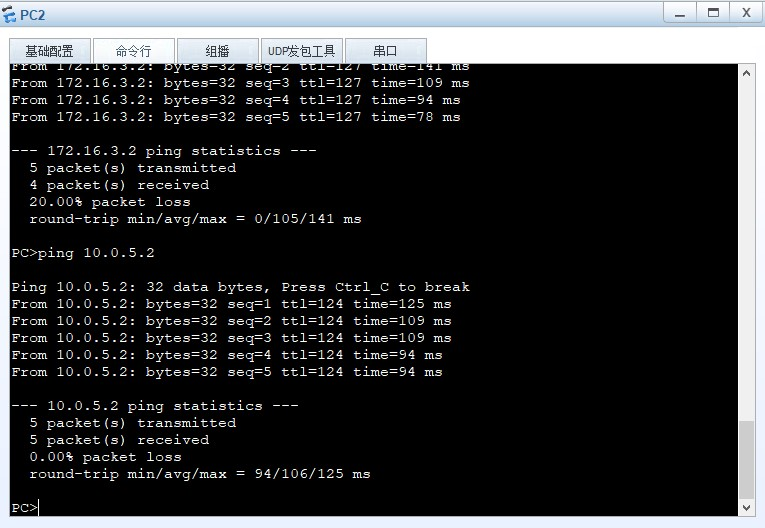 PC2
基础配置 命令行 组播 UDP发包工具 串口
From 172.16.3.2: bytes=32 seq=2 ttl=127 time=141 ms
From 172.16.3.2: bytes=32 seq=3 ttl=127 time=109 ms
From 172.16.3.2: bytes=32 seq=4 ttl=127 time=94 ms
From 172.16.3.2: bytes=32 seq=5 ttl=127 time=78 ms
--- 172.16.3.2 ping statistics ---
5 packet(s) transmitted
4 packet(s) received
20.00% packet loss
round-trip min/avg/max = 0/105/141 ms
PC>ping 10.0.5.2
Ping 10.0.5.2: 32 data bytes, Press Ctrl_C to break
From 10.0.5.2: bytes=32 seq=1 ttl=124 time=125 ms
From 10.0.5.2: bytes=32 seq=2 ttl=124 time=109 ms
From 10.0.5.2: bytes=32 seq=3 ttl=124 time=109 ms
From 10.0.5.2: bytes=32 seq=4 ttl=124 time=94 ms
From 10.0.5.2: bytes=32 seq=5 ttl=124 time=94 ms
--- 10.0.5.2 ping statistics ---
5 packet(s) transmitted
5 packet(s) received
0.00% packet loss
round-trip min/avg/max = 94/106/125 ms
PC>